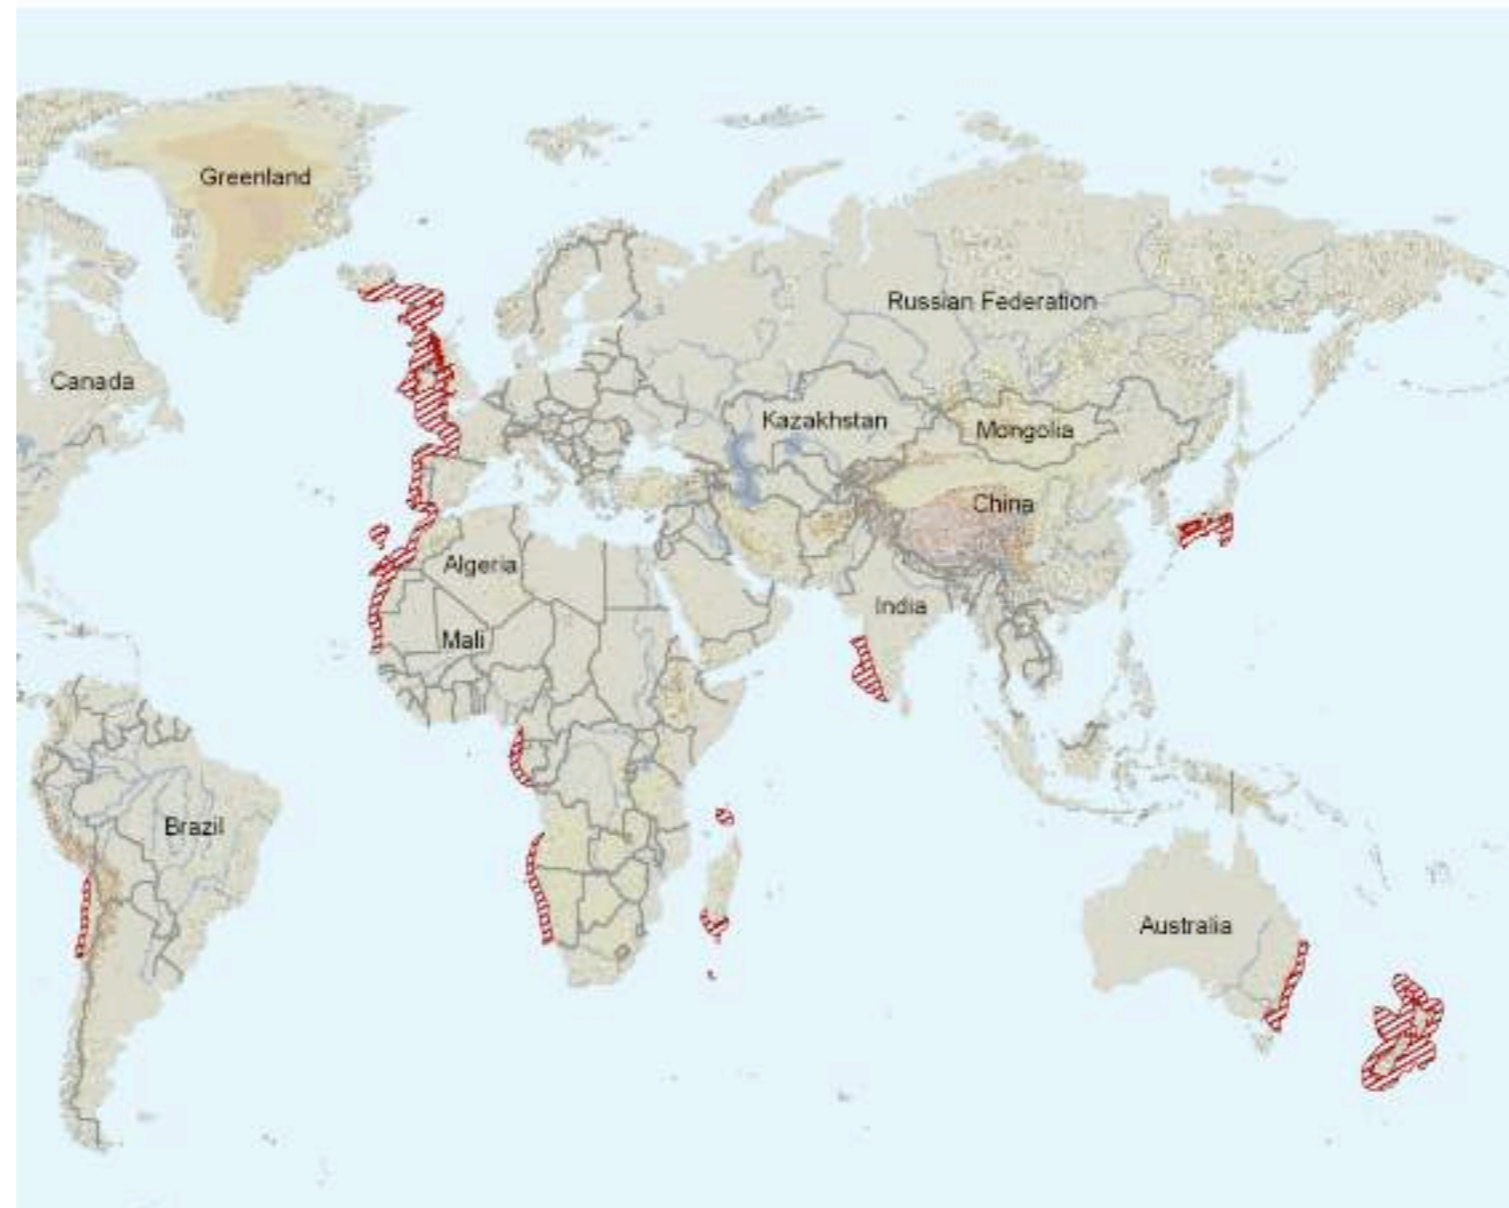 Greenland
Russian Federation
Canada
Kazakhstan
Mongolia
China
Algeria
India
Mali
Brazil
Australia